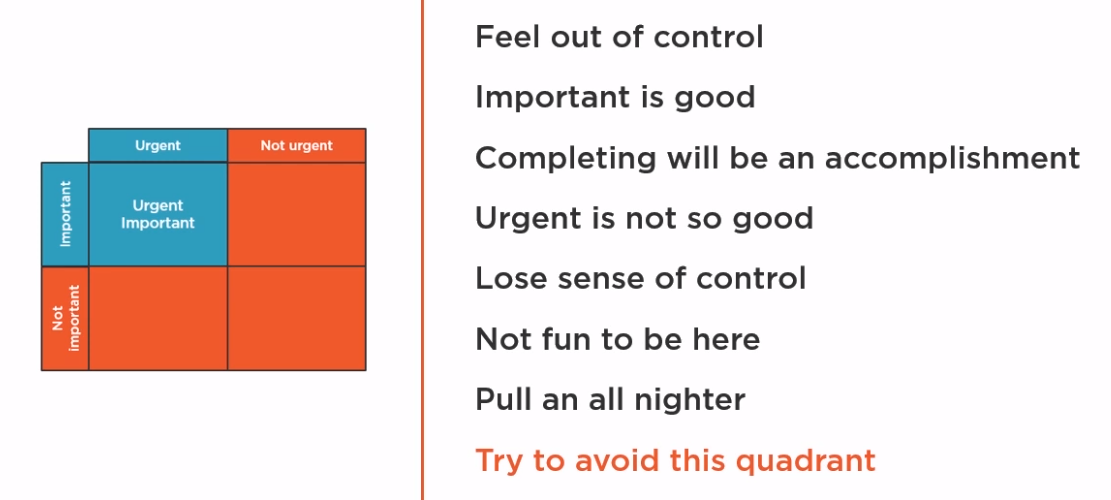 Urgent
Not urgent
Important
Urgent
Important
Not
important
Feel out of control
Important is good
Completing will be an accomplishment
Urgent is not so good
Lose sense of control
Not fun to be here
Pull an all nighter
Try to avoid this quadrant